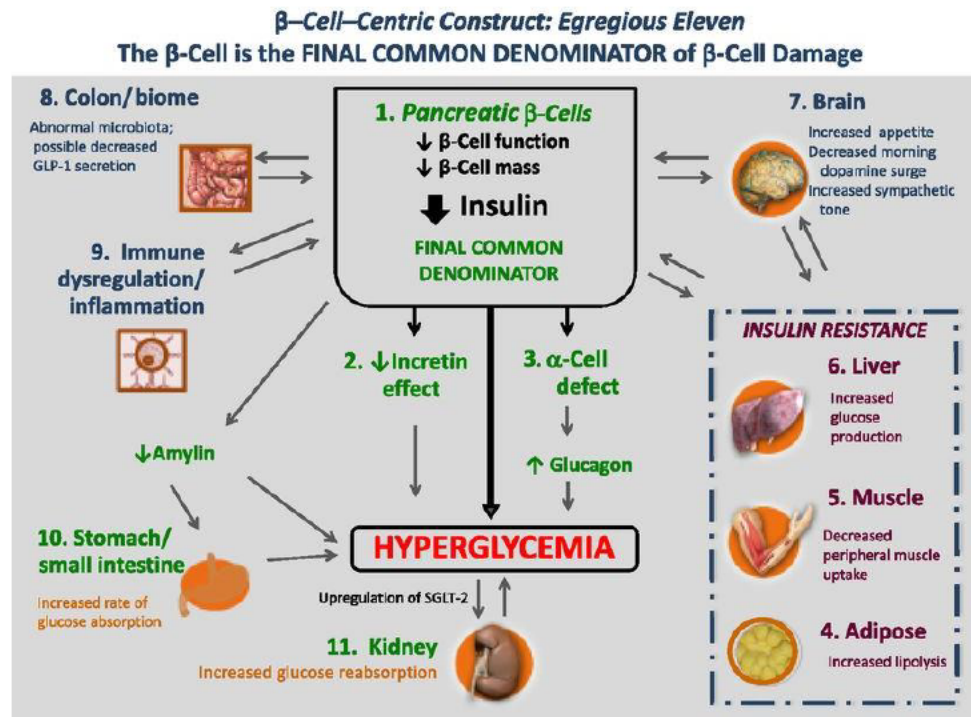 β–Cell–Centric Construct: Egregious Eleven
The β-Cell is the FINAL COMMON DENOMINATOR of β-Cell Damage
8. Colon/biome
Abnormal microbiota;
possible decreased
GLP-1 secretion
1. Pancreatic β-Cells
↓ β-Cell function
↓ β-Cell mass
↓ Insulin
FINAL COMMON
DENOMINATOR
7. Brain
Increased appetite
Decreased morning
dopamine surge
Increased sympathetic
tone
9. Immune
dysregulation/
inflammation
2. ↓Incretin
effect
3. α-Cell
defect
↓Amylin
↑ Glucagon
INSULIN RESISTANCE
6. Liver
Increased
glucose
production
5. Muscle
Decreased
peripheral muscle
uptake
4. Adipose
Increased lipolysis
10. Stomach/
small intestine
Increased rate of
glucose absorption
HYPERGLYCEMIA
Upregulation of SGLT-2
11. Kidney
Increased glucose reabsorption